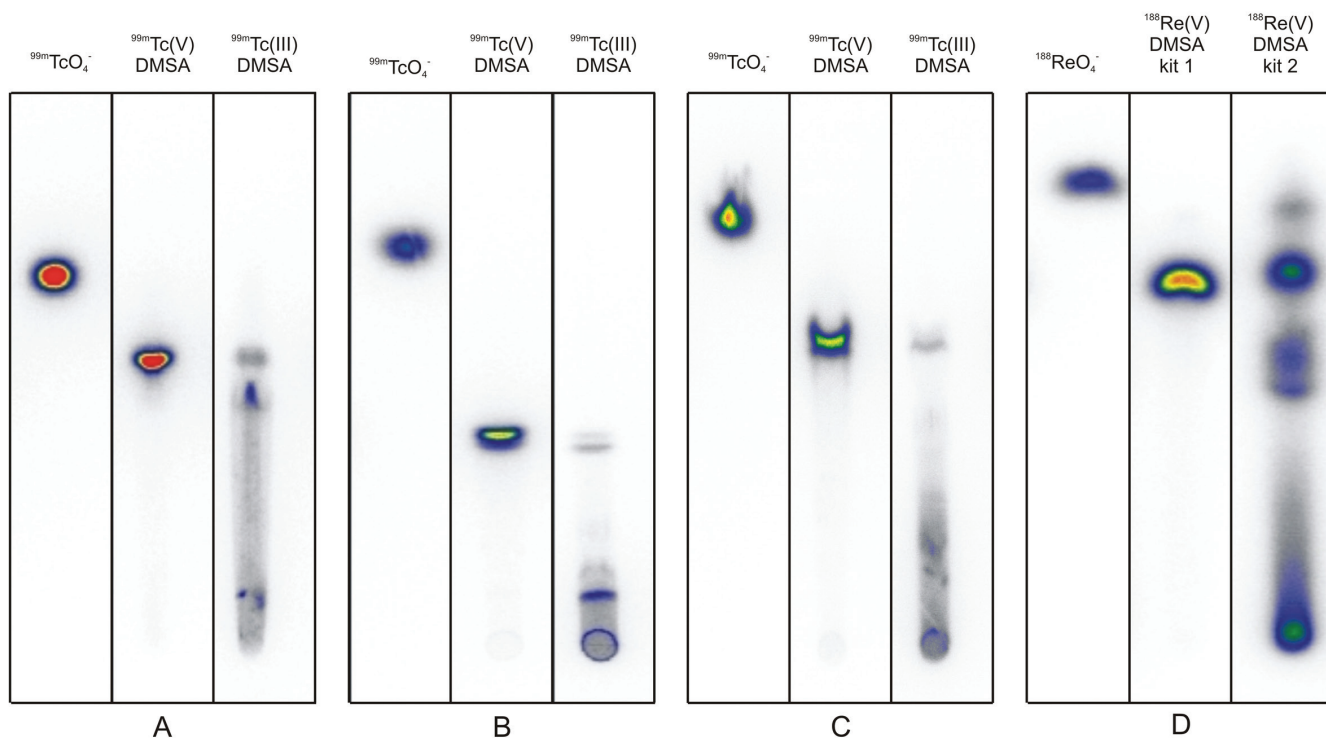 ⁹⁹ᵐTcO₄⁻
⁹⁹ᵐTc(V)
DMSA
⁹⁹ᵐTc(III)
DMSA
⁹⁹ᵐTcO₄⁻
⁹⁹ᵐTc(V)
DMSA
⁹⁹ᵐTc(III)
DMSA
⁹⁹ᵐTcO₄⁻
⁹⁹ᵐTc(V)
DMSA
⁹⁹ᵐTc(III)
DMSA
¹⁸⁸ReO₄⁻
¹⁸⁸Re(V)
DMSA
kit 1
¹⁸⁸Re(V)
DMSA
kit 2
A
B
C
D